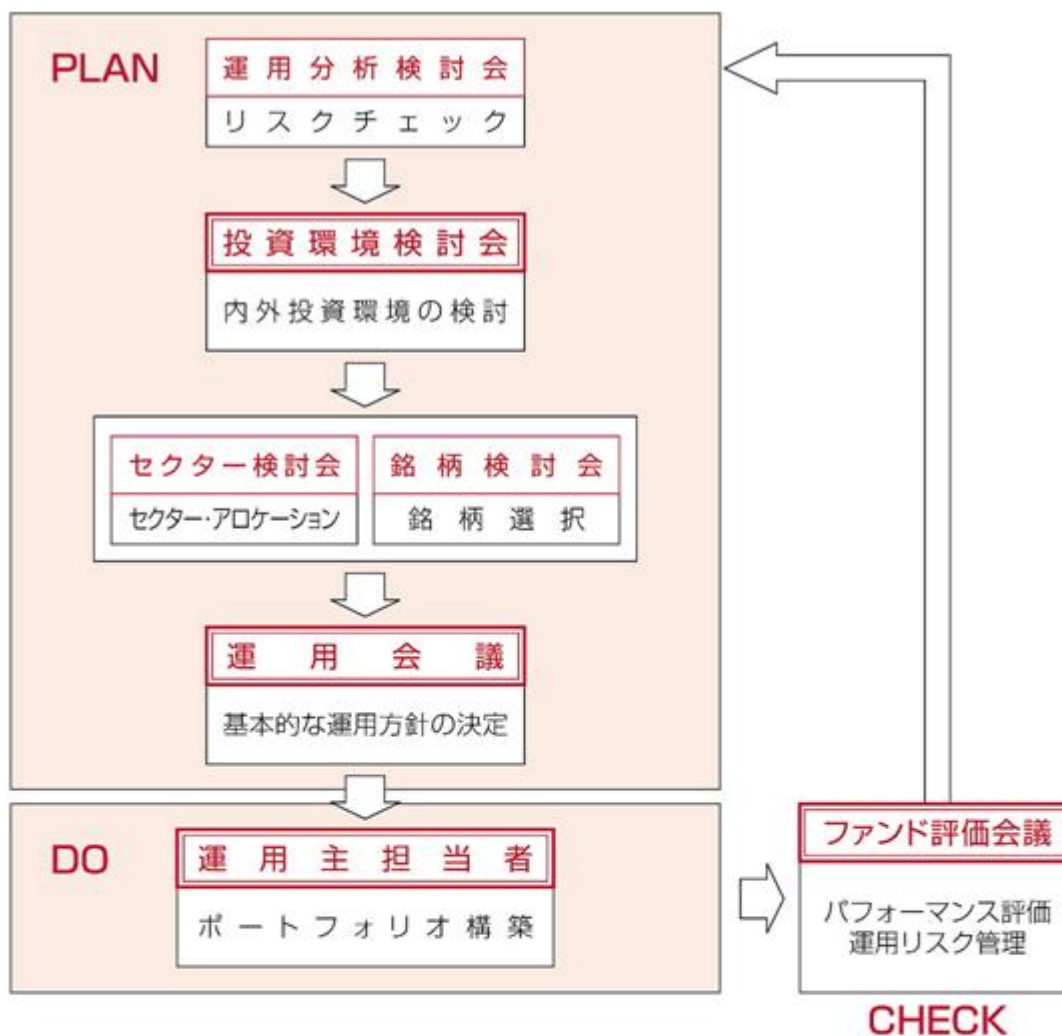 PLAN
運用分析検討会
リスクチェック
投資環境検討会
内外投資環境の検討
セクター検討会
セクター・アロケーション
銘柄検討会
銘柄選択
運用会議
基本的な運用方針の決定
DO
運用主担当者
ポートフォリオ構築
ファンド評価会議
パフォーマンス評価
運用リスク管理
CHECK